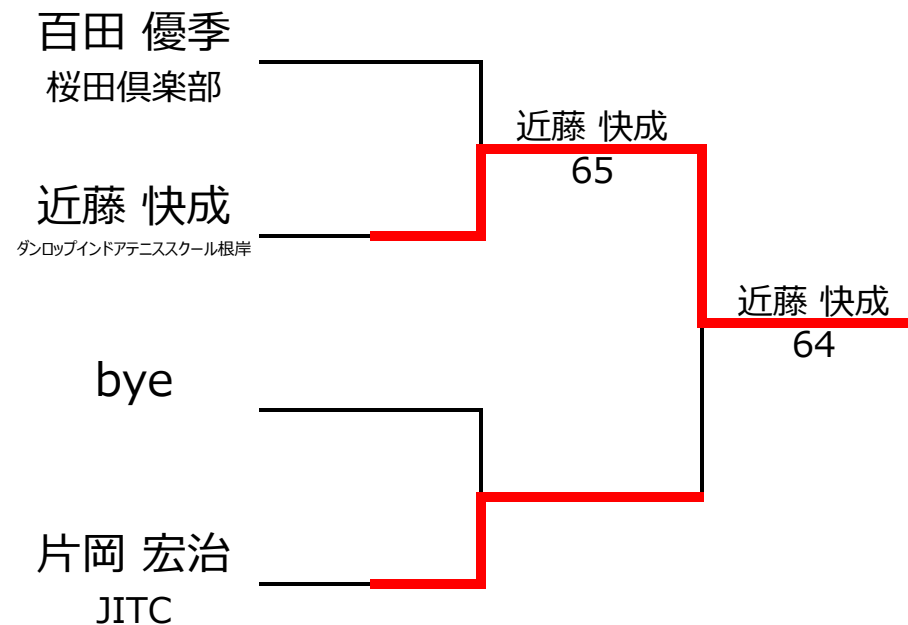 百田 優季
桜田倶楽部
近藤 快成
65
近藤 快成
ダンロップインドアテニススクール根岸
近藤 快成
64
bye
片岡 宏治
JITC